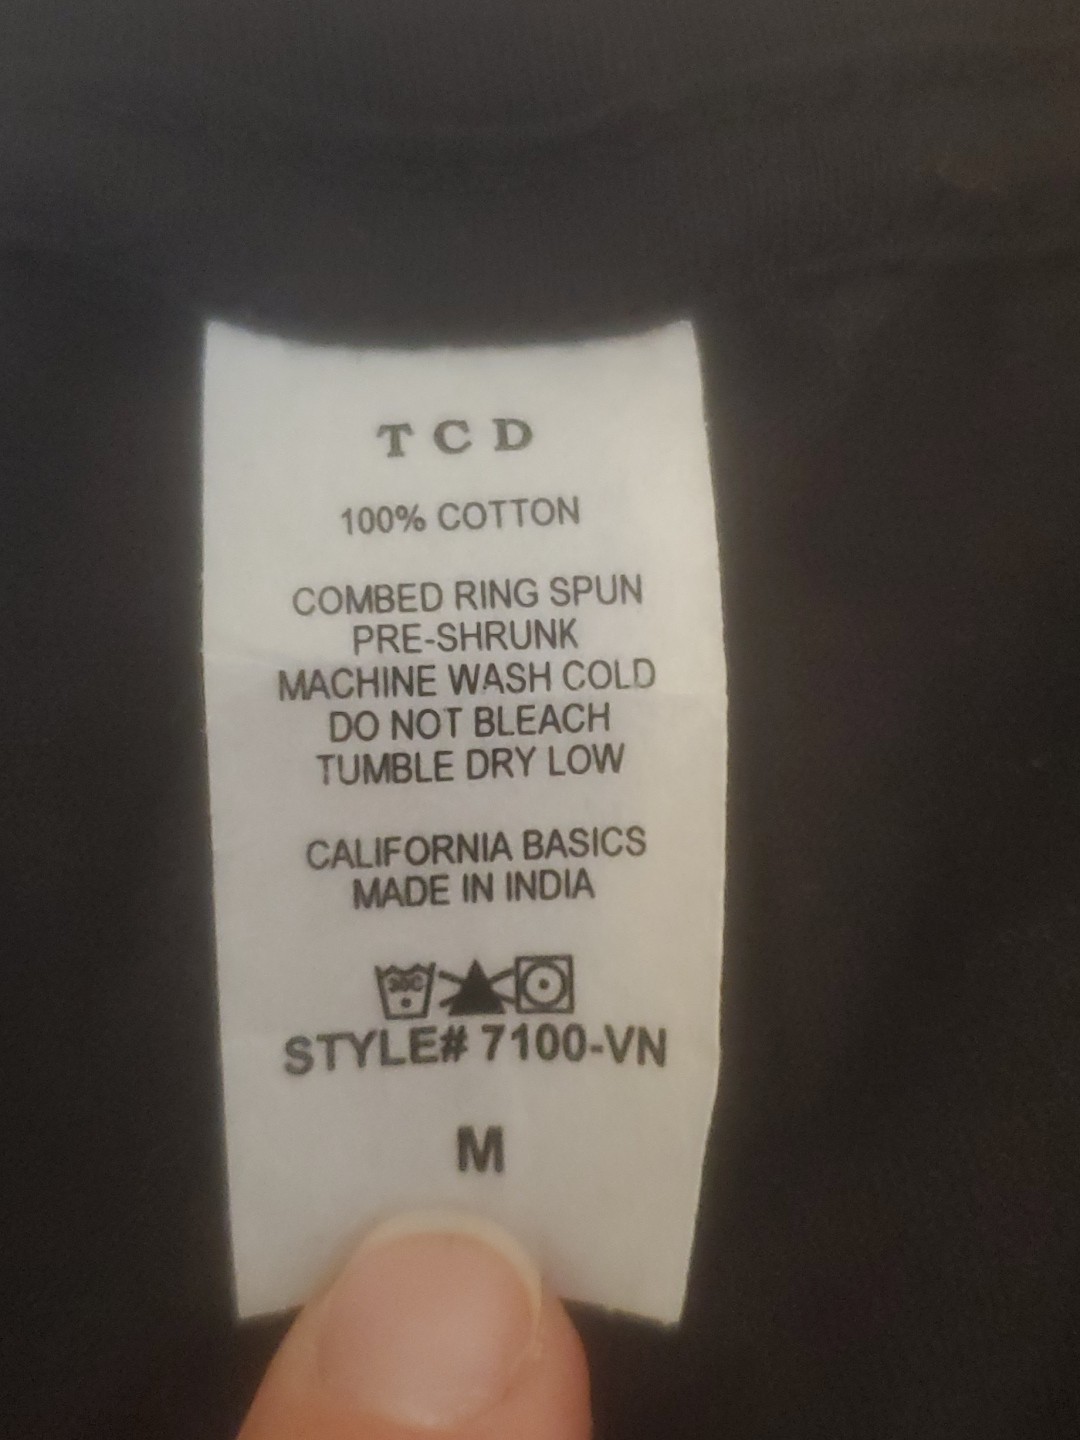 T C D
100% COTTON
COMBED RING SPUN
PRE-SHRUNK
MACHINE WASH COLD
DO NOT BLEACH
TUMBLE DRY LOW
CALIFORNIA BASICS
MADE IN INDIA
30C
STYLE# 7100-VN
M